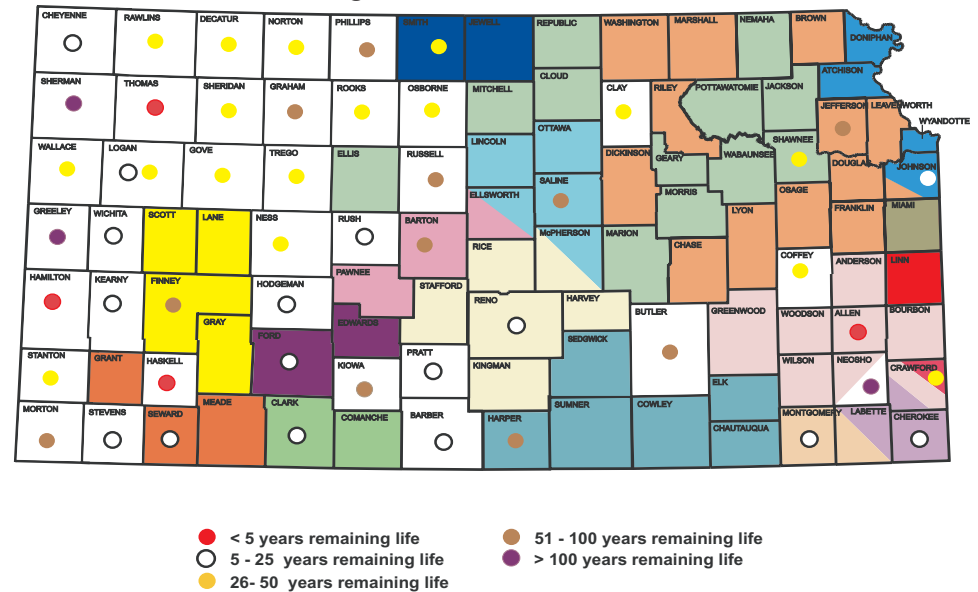 CHEYENNE
RAWLINS
DECATUR
NORTON
PHILLIPS
SMITH
JEWELL
REPUBLIC
WASHINGTON
MARSHALL
NEMAHA
BROWN
DONIPHAN
SHERMAN
THOMAS
SHERIDAN
GRAHAM
ROOKS
OSBORNE
MITCHELL
CLOUD
CLAY
RILEY
POTTAWATOMIE
JACKSON
ATCHISON
JEFFERSON
LEAVENWORTH
WYANDOTTE
WALLACE
LOGAN
GOVE
TREGO
ELLIS
RUSSELL
LINCOLN
OTTAWA
DICKINSON
GEARY
WABAUNSEE
SHAWNEE
DOUGLAS
JOHNSON
GREELEY
WICHITA
SCOTT
LANE
NESS
RUSH
BARTON
ELLSWORTH
SALINE
MORRIS
OSAGE
FRANKLIN
MIAMI
HAMILTON
KEARNY
FINNEY
HODGEMAN
PAWNEE
STAFFORD
RICE
McPHERSON
MARION
CHASE
LYON
COFFEY
ANDERSON
LINN
GRAY
FORD
EDWARDS
RENO
HARVEY
BUTLER
GREENWOOD
WOODSON
ALLEN
BOURBON
STANTON
GRANT
HASKELL
KIOWA
PRATT
KINGMAN
SEDGWICK
ELK
WILSON
NEOSHO
CRAWFORD
MORTON
STEVENS
SEWARD
MEADE
CLARK
COMANCHE
BARBER
HARPER
SUMNER
COWLEY
CHAUTAUQUA
MONTGOMERY
LABETTE
CHEROKEE
< 5 years remaining life
5 - 25 years remaining life
26- 50 years remaining life
51 - 100 years remaining life
> 100 years remaining life